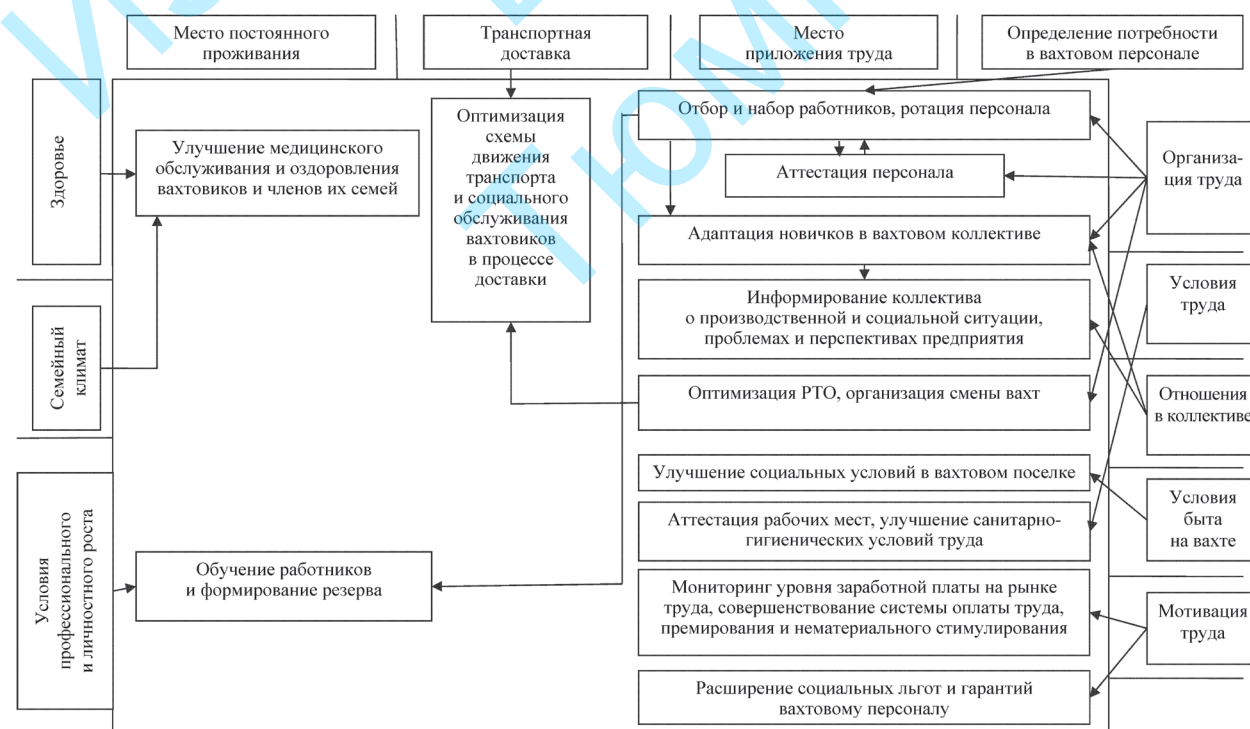 Место постоянного
проживания
Транспортная
доставка
Место
приложения труда
Определение потребности
в вахтовом персонале
Здоровье
Семейный
климат
Условия
профессионального
и личностного роста
Улучшение медицинского
обслуживания и оздоровления
вахтовиков и членов их семей
Обучение работников
и формирование резерва
Оптимизация
схемы
движения
транспорта
и социального
обслуживания
вахтовиков
в процессе
доставки
Отбор и набор работников, ротация персонала
Аттестация персонала
Адаптация новичков в вахтовом коллективе
Информирование коллектива
о производственной и социальной ситуации,
проблемах и перспективах предприятия
Оптимизация РТО, организация смены вахт
Улучшение социальных условий в вахтовом поселке
Аттестация рабочих мест, улучшение санитарно-
гигиенических условий труда
Мониторинг уровня заработной платы на рынке
труда, совершенствование системы оплаты труда,
премирования и нематериального стимулирования
Расширение социальных льгот и гарантий
вахтовому персоналу
Организа-
ция труда
Условия
труда
Отношения
в коллективе
Условия
быта
на вахте
Мотивация
труда